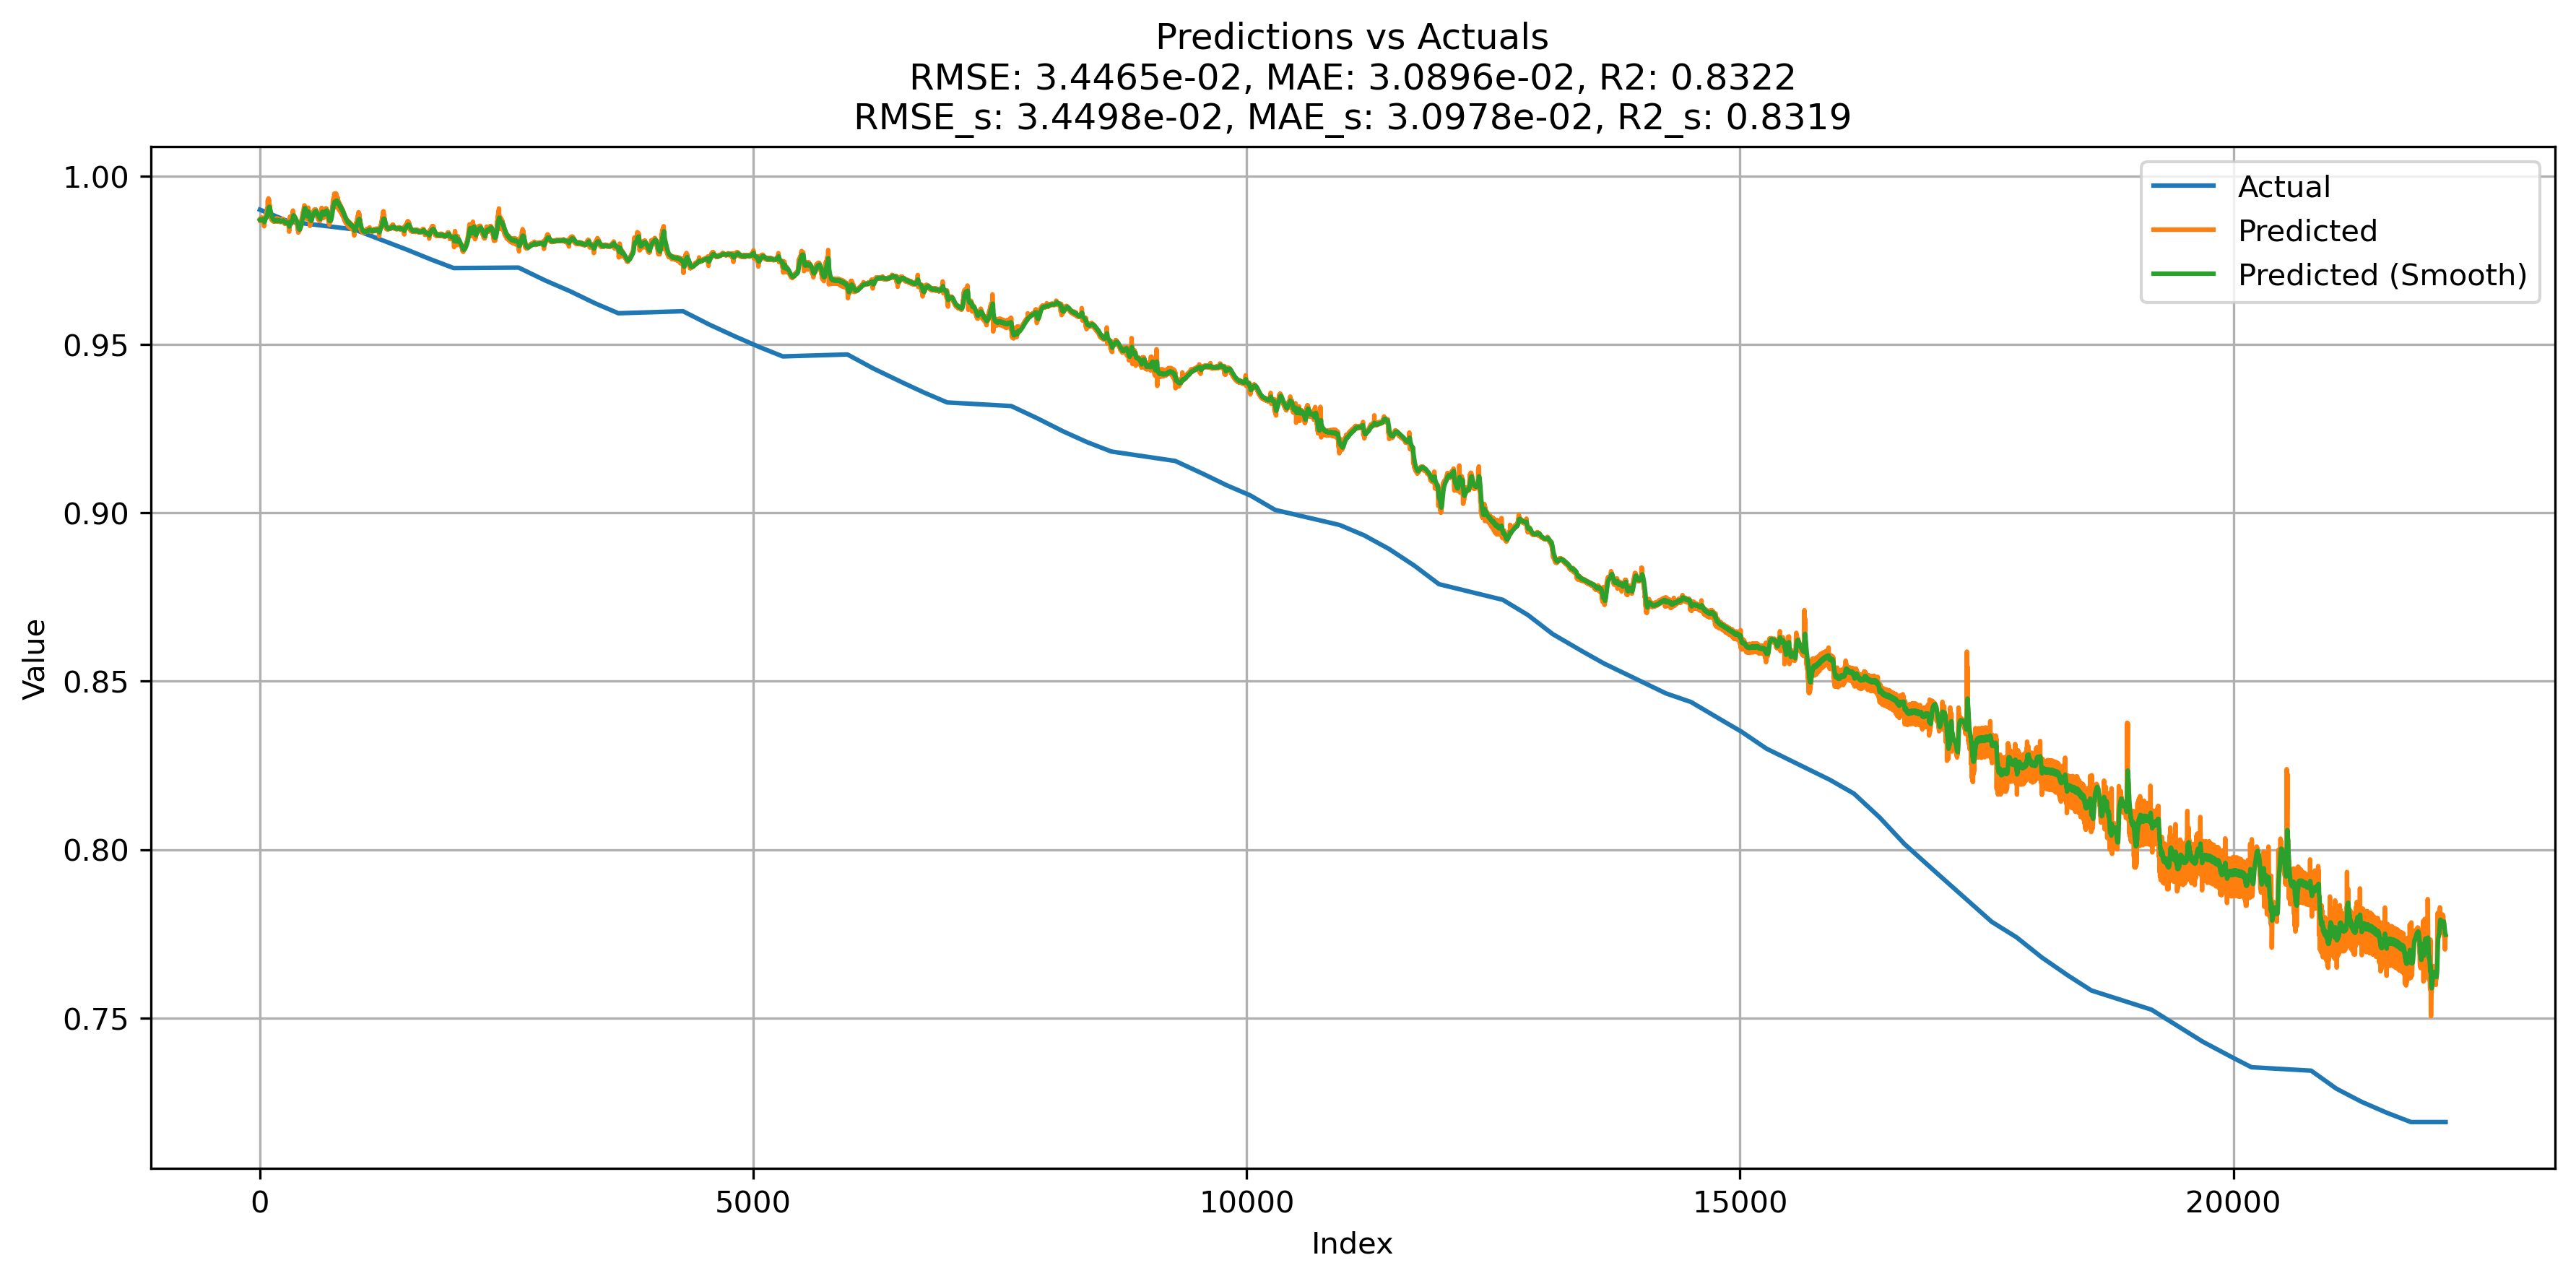 Predictions vs Actuals
RMSE: 3.4465e-02, MAE: 3.0896e-02, R2: 0.8322
RMSE_s: 3.4498e-02, MAE_s: 3.0978e-02, R2_s: 0.8319
Actual
Predicted
Predicted (Smooth)
Value
1.00
0.95
0.90
0.85
0.80
0.75
0
5000
10000
15000
20000
Index